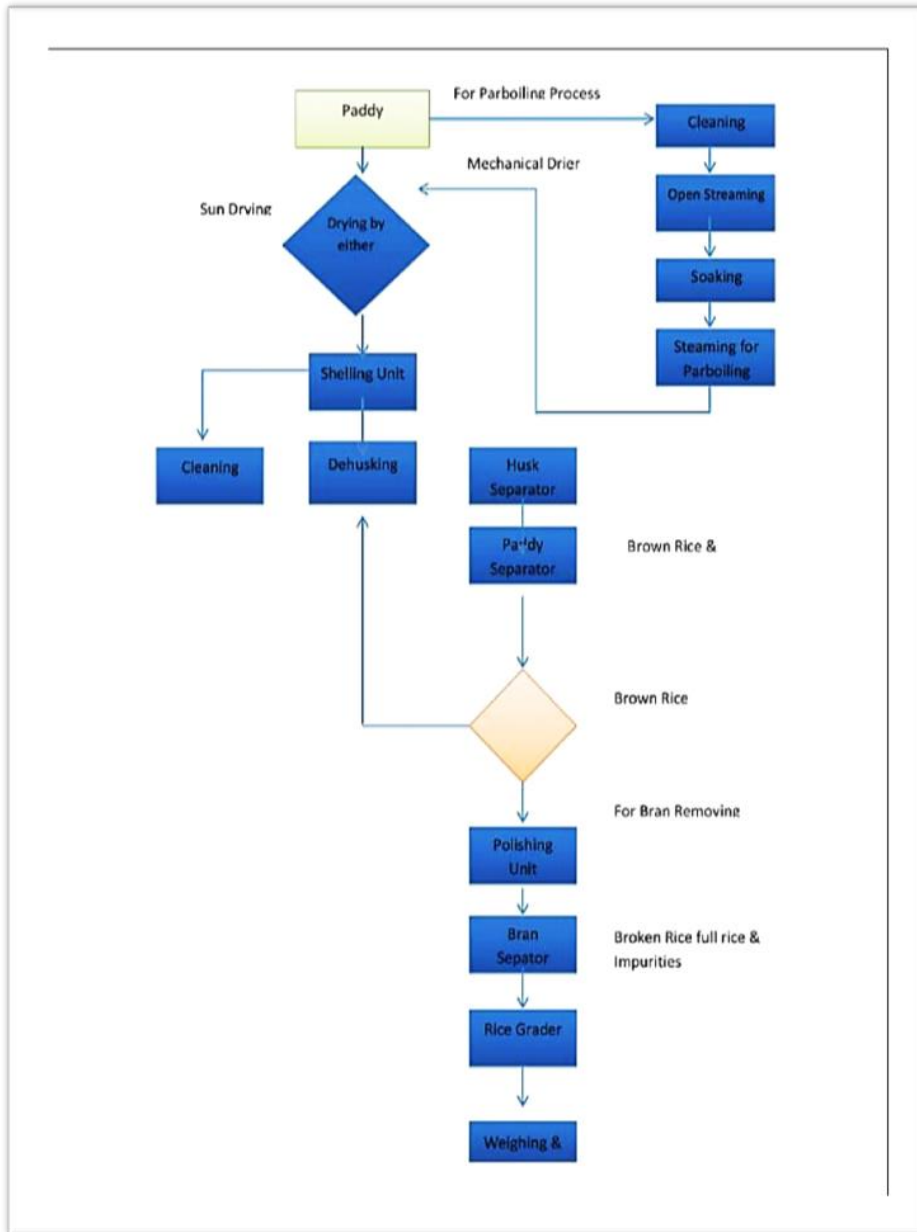 For Parboiling Process
Paddy
Cleaning
Mechanical Drier
Open Streaming
Sun Drving
Drying by
either
Soaking
Steaming for
Parboiling
Shelling Unit
Cleaning
Dehusking
Husk
Separator
Paddy
Separator
Brown Rice &
Brown Rice
For Bran Removing
Polishing
Unit
Bran
Sepator
Broken Rice full rice &
Impurities
Rice Grader
Weighing &